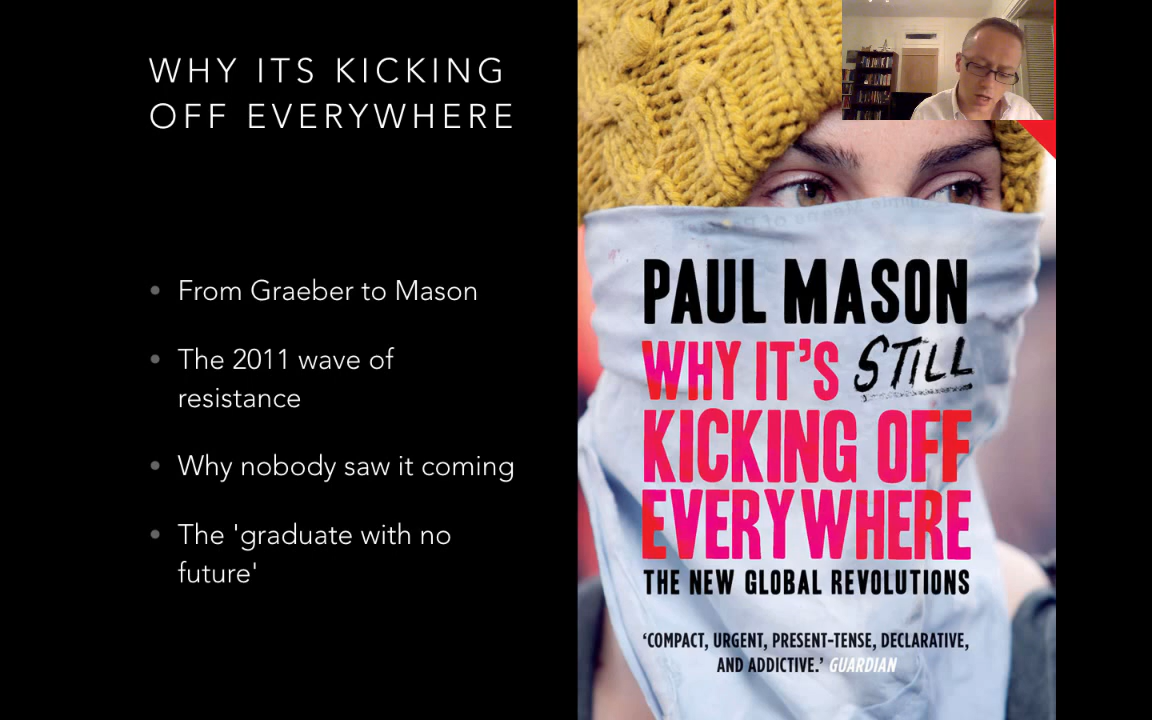 WHY ITS KICKING
OFF EVERYWHERE
• From Graeber to Mason
• The 2011 wave of
resistance
• Why nobody saw it coming
• The 'graduate with no
future'
PAUL MASON
WHY IT'S STILL
KICKING OFF
EVERYWHERE
THE NEW GLOBAL REVOLUTIONS
‘COMPACT, URGENT, PRESENT-TENSE, DECLARATIVE,
AND ADDICTIVE.’ GUARDIAN